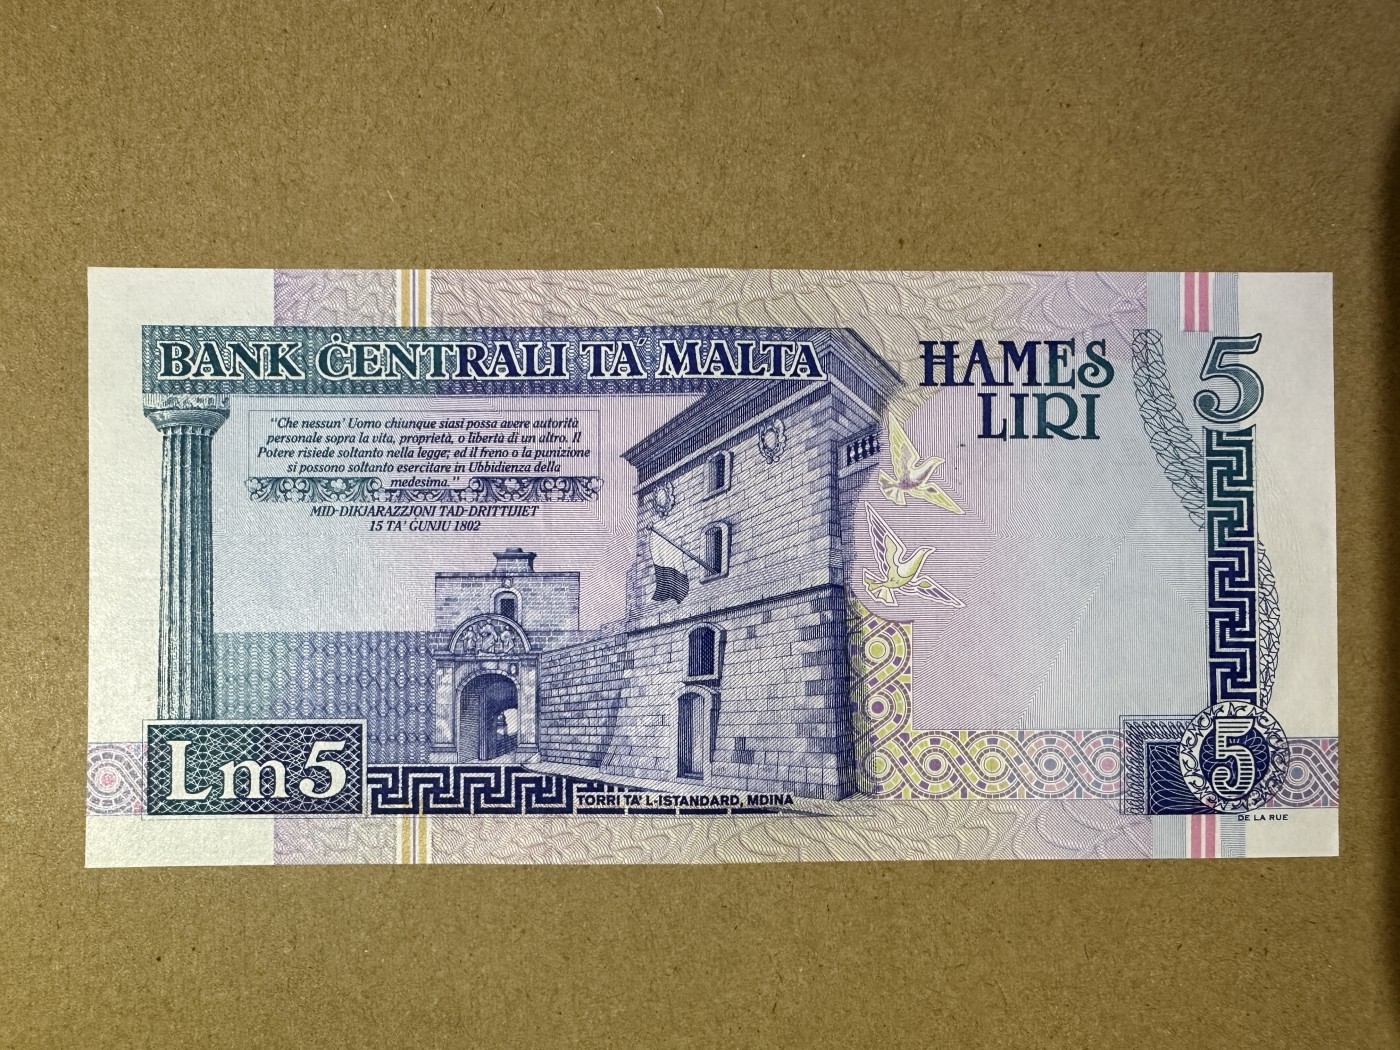 BANK ĊENTRALI TA' MALTA
"Che nessun' Uomo chiunque siasi possa avere autorità
personale sopra la vita, proprietà, o libertà di un altro. Il
Potere risiede soltanto nella legge; ed il freno o la punizione
si possono soltanto esercitare in Ubbidienza della
medesima."
MID-DIKJARAZZJONI TAD-DRITTIJIET
15 TA' ĠUNJU 1802
ĦAMES
LIRI
5
Lm5
TORRI TA' L-ISTANDARD, MDINA
5
DE LA RUE